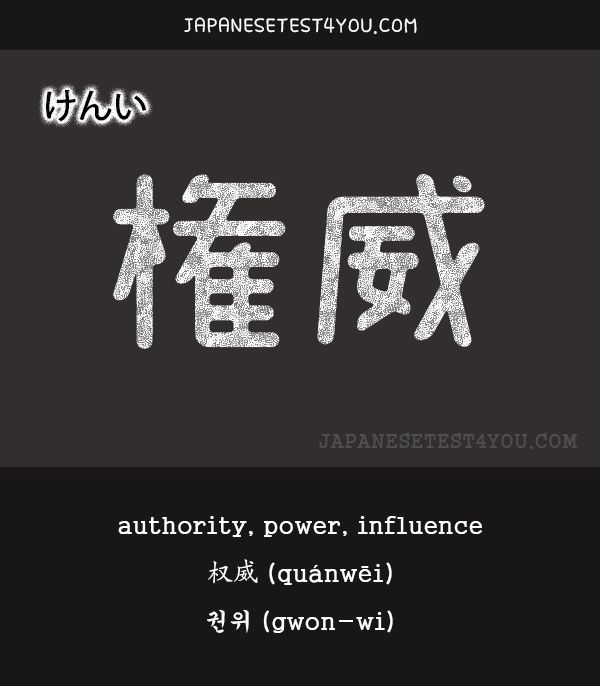 JAPANESETEST4YOU.COM
けんい
権威
JAPANESETEST4YOU.COM
authority, power, influence
权威 (quánwēi)
권위 (gwon-wi)